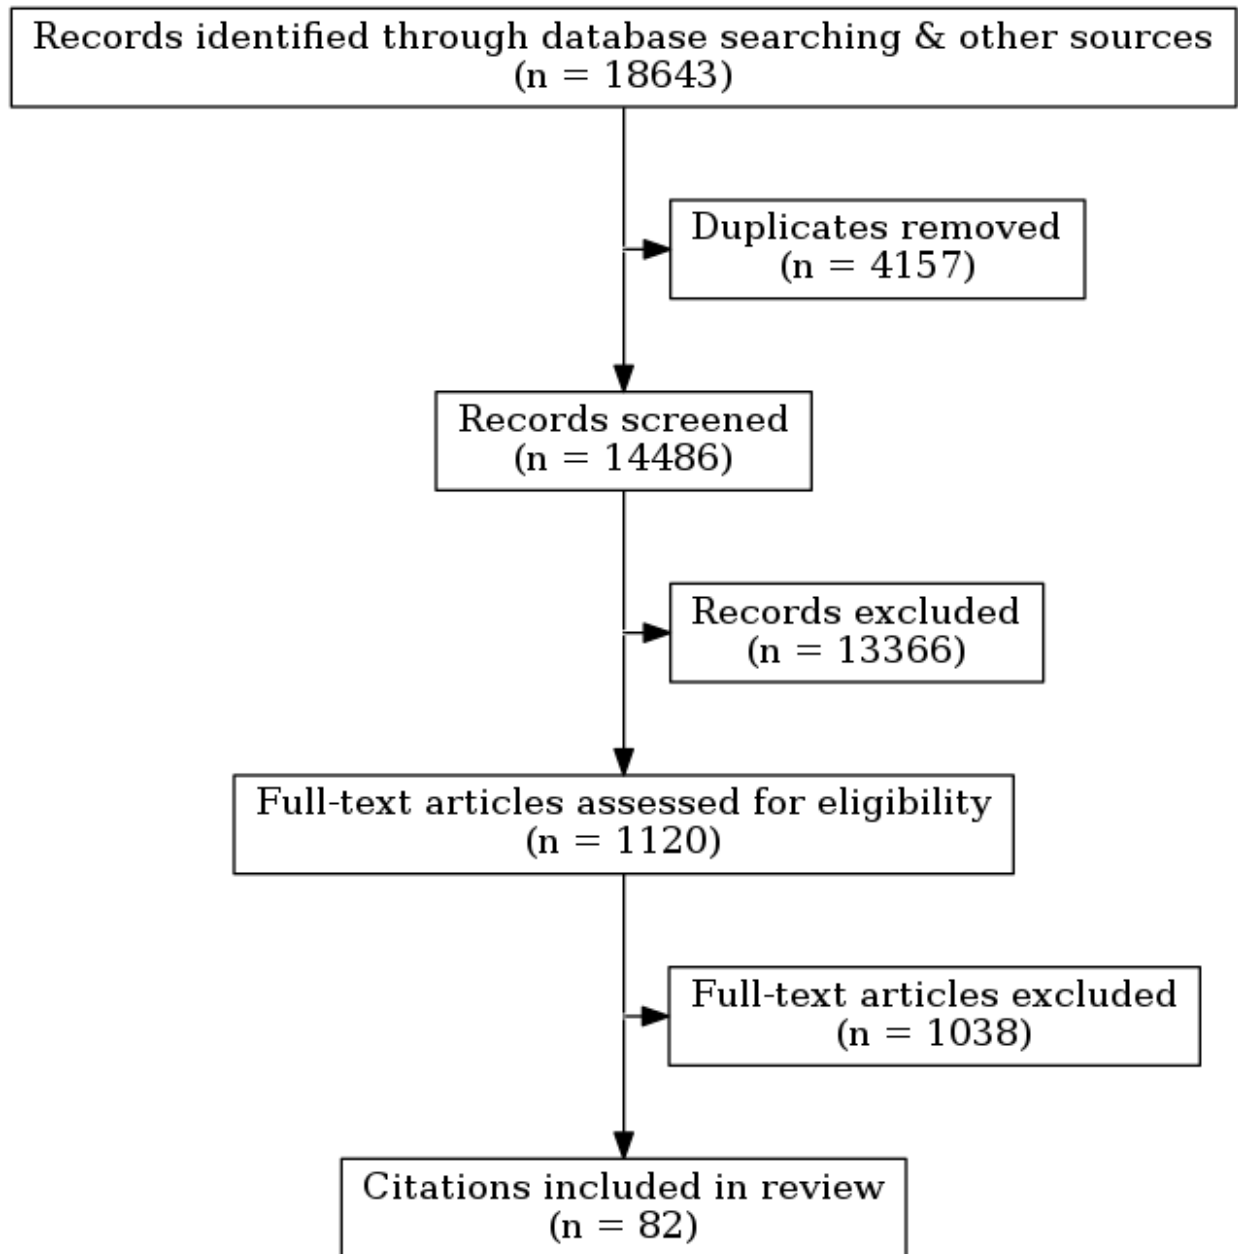 Records identified through database searching & other sources
(n = 18643)
Duplicates removed
(n = 4157)
Records screened
(n = 14486)
Records excluded
(n = 13366)
Full-text articles assessed for eligibility
(n = 1120)
Full-text articles excluded
(n = 1038)
Citations included in review
(n = 82)